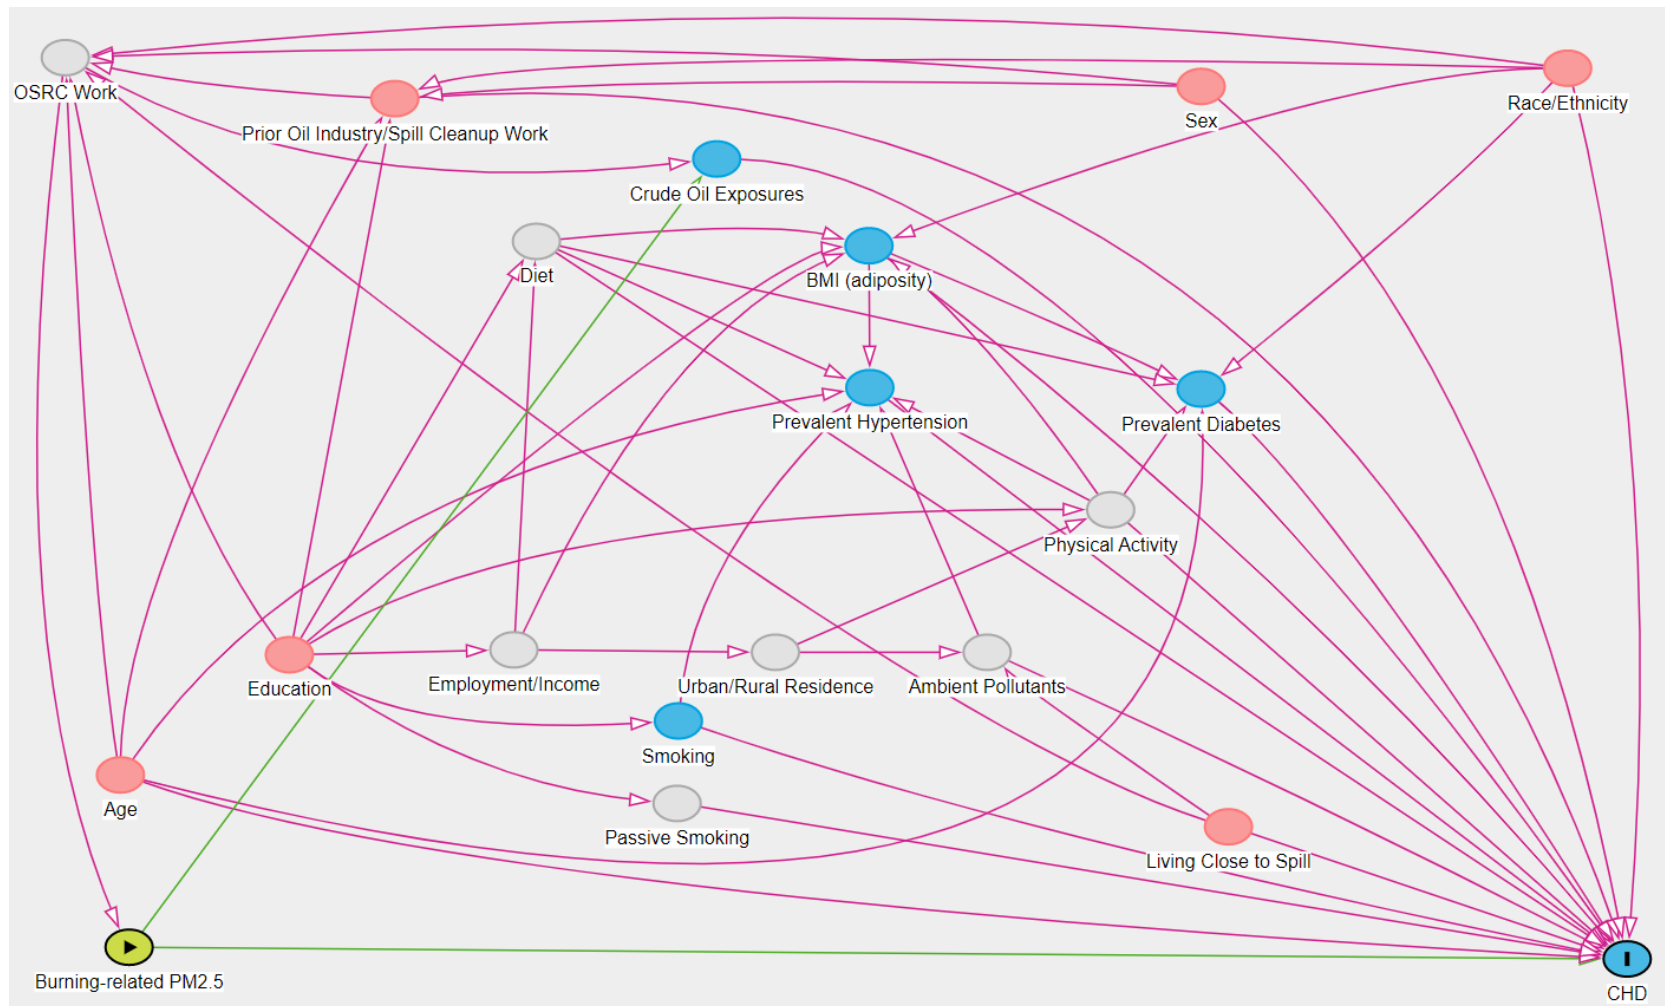 OSRC Work
Prior Oil Industry/Spill Cleanup Work
Sex
Race/Ethnicity
Crude Oil Exposures
Diet
BMI (adiposity)
Prevalent Hypertension
Prevalent Diabetes
Physical Activity
Education
Employment/Income
Urban/Rural Residence
Ambient Pollutants
Smoking
Age
Passive Smoking
Living Close to Spill
Burning-related PM2.5
CHD